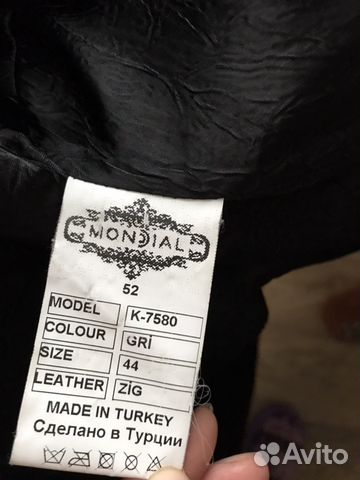 MONDIAL
52
MODEL K-7580
COLOUR GRİ
SIZE 44
LEATHER ZİG
MADE IN TURKEY
Сделано в Турции
Avito